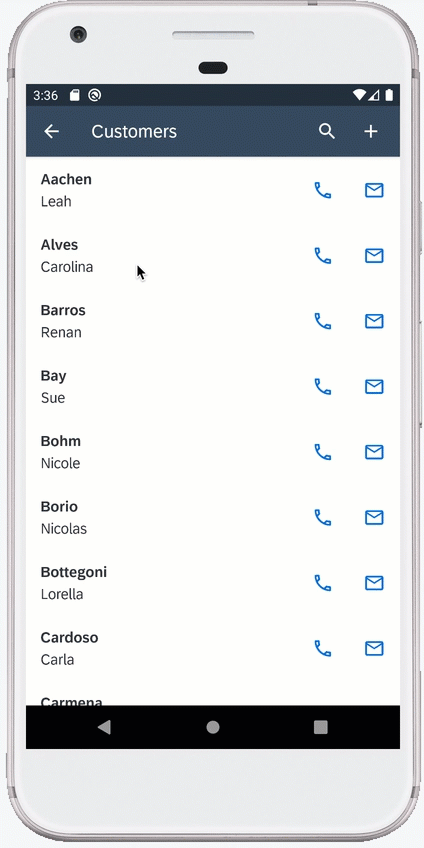 3:36
Customers
Aachen
Leah
Alves
Carolina
Barros
Renan
Bay
Sue
Bohm
Nicole
Borio
Nicolas
Bottegoni
Lorella
Cardoso
Carla
Carmena